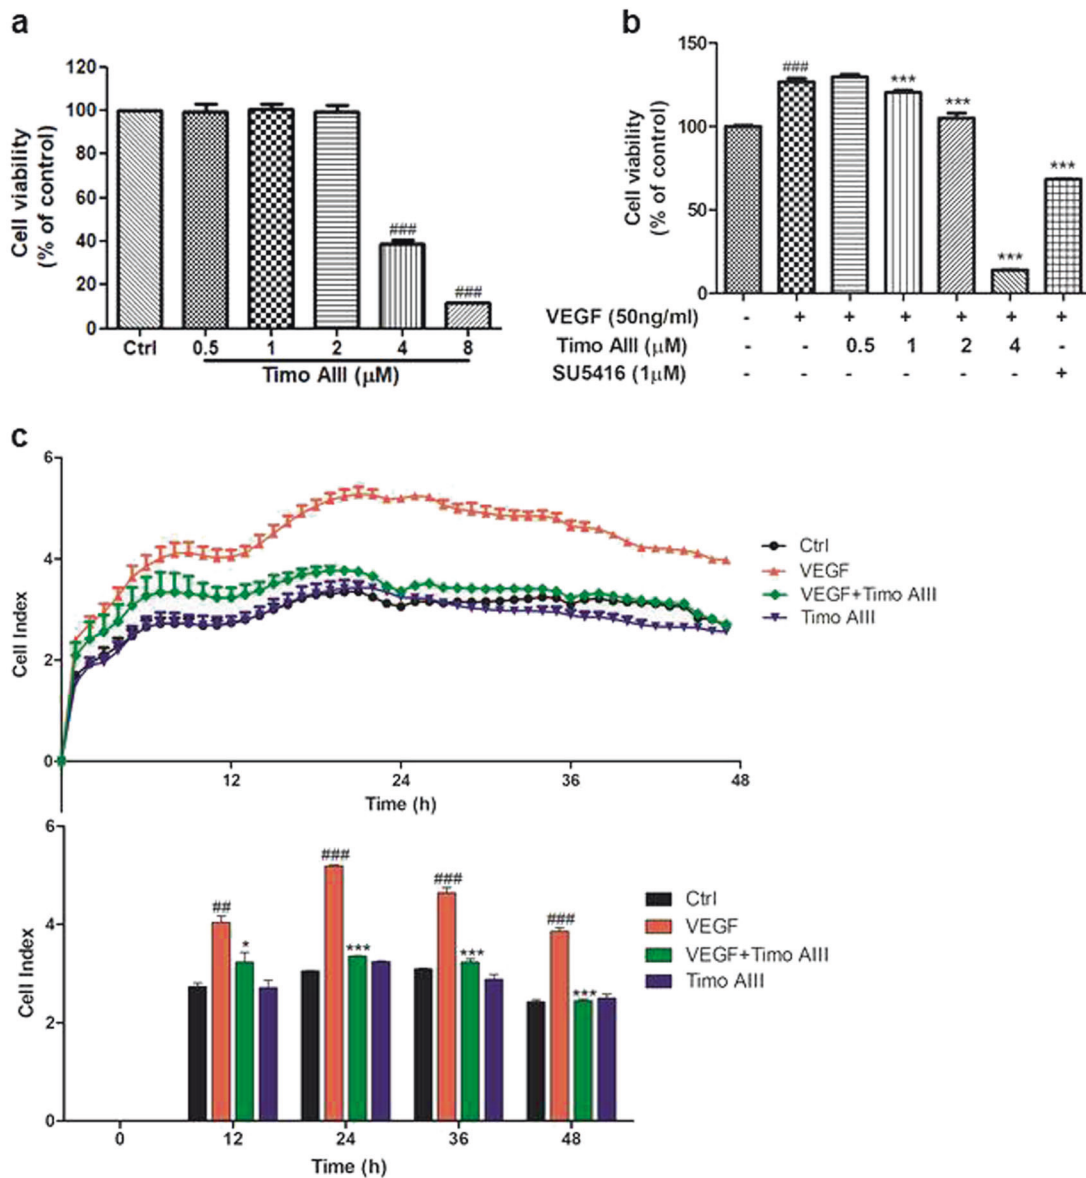 a
120
100
80
60
40
20
0
Cell viability
(% of control)
###
###
Ctrl 0.5 1 2 4 8
Timo AIII (μM)
b
150
100
50
0
Cell viability
(% of control)
###
***
***
***
***
VEGF (50ng/ml) - + + + + + +
Timo AIII (μM) - - 0.5 1 2 4 -
SU5416 (1μM) - - - - - - +
c
6
4
2
0
Cell Index
12 24 36 48
Time (h)
Ctrl
VEGF
VEGF+Timo AIII
Timo AIII
6
4
2
0
Cell Index
##
*
###
***
###
***
###
***
0 12 24 36 48
Time (h)
Ctrl
VEGF
VEGF+Timo AIII
Timo AIII